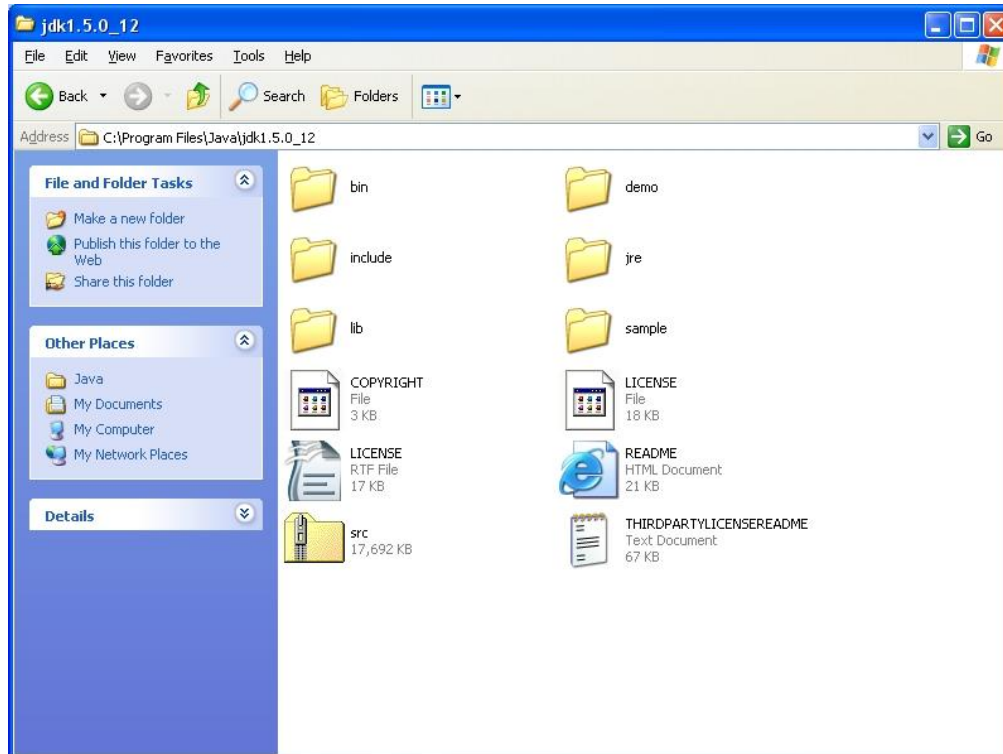 jdk1.5.0_12
File Edit View Favorites Tools Help
Back Search Folders
Address C:\Program Files\Java\jdk1.5.0_12 Go
File and Folder Tasks
Make a new folder
Publish this folder to the
Web
Share this folder
Other Places
Java
My Documents
My Computer
My Network Places
Details
bin
demo
include
jre
lib
sample
COPYRIGHT
File
3 KB
LICENSE
File
18 KB
LICENSE
RTF File
17 KB
README
HTML Document
21 KB
src
17,692 KB
THIRDPARTYLICENSEREADME
Text Document
67 KB